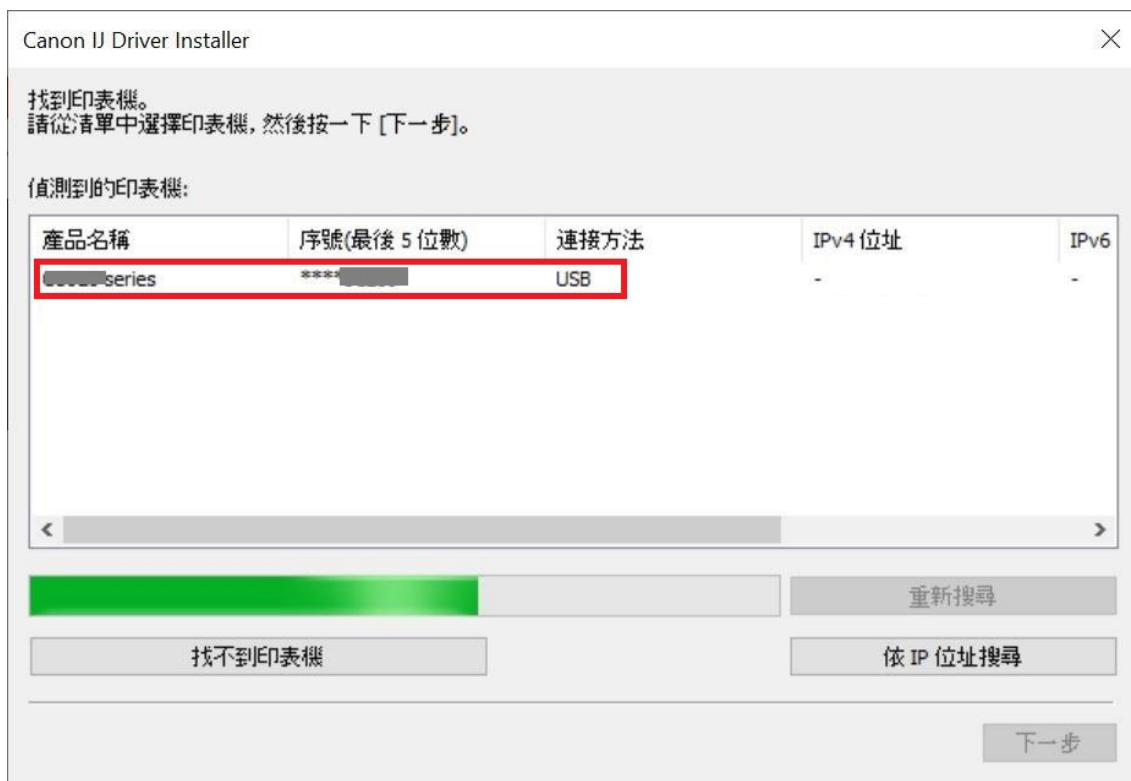 Canon IJ Driver Installer
找到印表機。
請從清單中選擇印表機, 然後按一下 [下一步]。
偵測到的印表機:
產品名稱 序號(最後 5 位數) 連接方法 IPv4 位址 IPv6
series **** USB - -
重新搜尋
找不到印表機 依 IP 位址搜尋
下一步